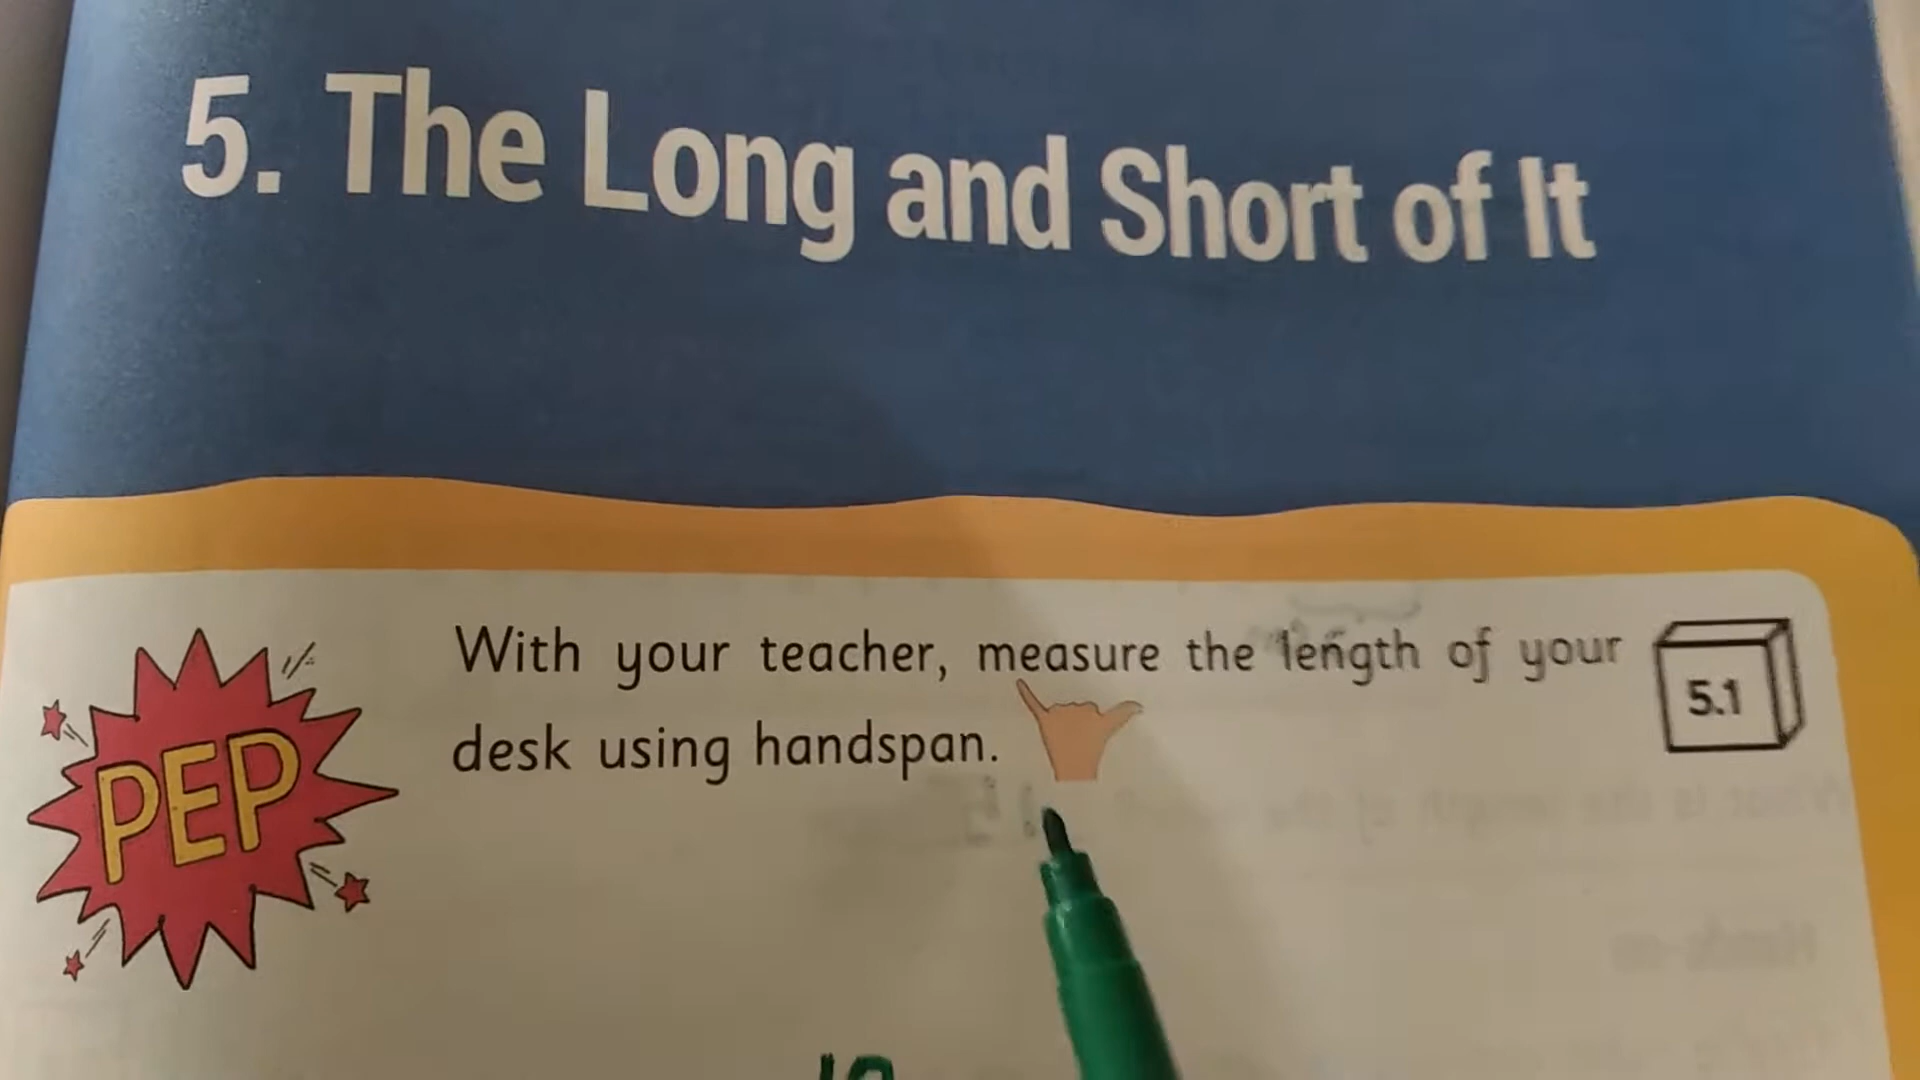 5. The Long and Short of It
With your teacher, measure the length of your
desk using handspan.
5.1
PEP